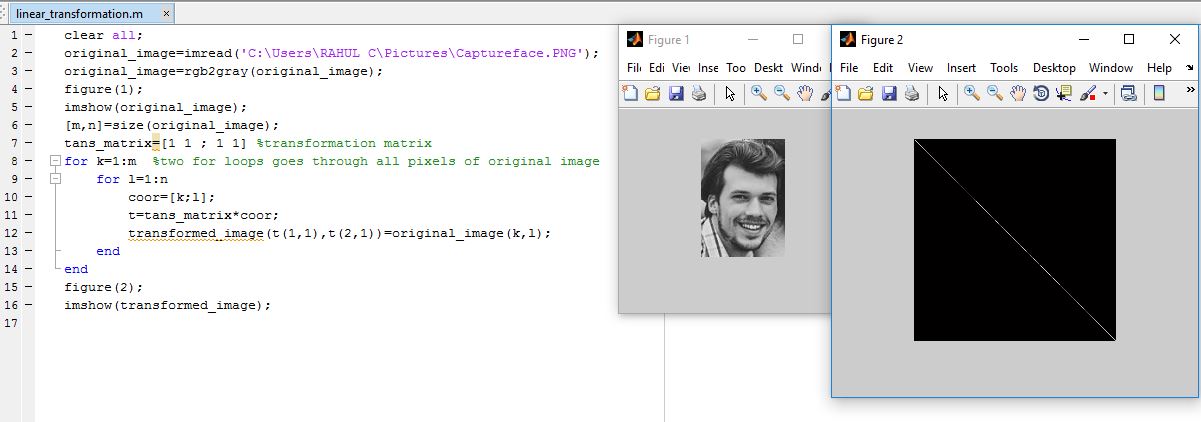 linear_transformation.m ×
1 clear all;
2 original_image=imread('C:\Users\RAHUL C\Pictures\Captureface.PNG');
3 original_image=rgb2gray(original_image);
4 figure(1);
5 imshow(original_image);
6 [m,n]=size(original_image);
7 tans_matrix=[1 1 ; 1 1] %transformation matrix
8 for k=1:m %two for loops goes through all pixels of original image
9 for l=1:n
10 coor=[k;l];
11 t=tans_matrix*coor;
12 transformed_image(t(1,1),t(2,1))=original_image(k,l);
13 end
14 end
15 figure(2);
16 imshow(transformed_image);
17
Figure 1
File Edi View Inse Too Deskt Windo
Figure 2
File Edit View Insert Tools Desktop Window Help